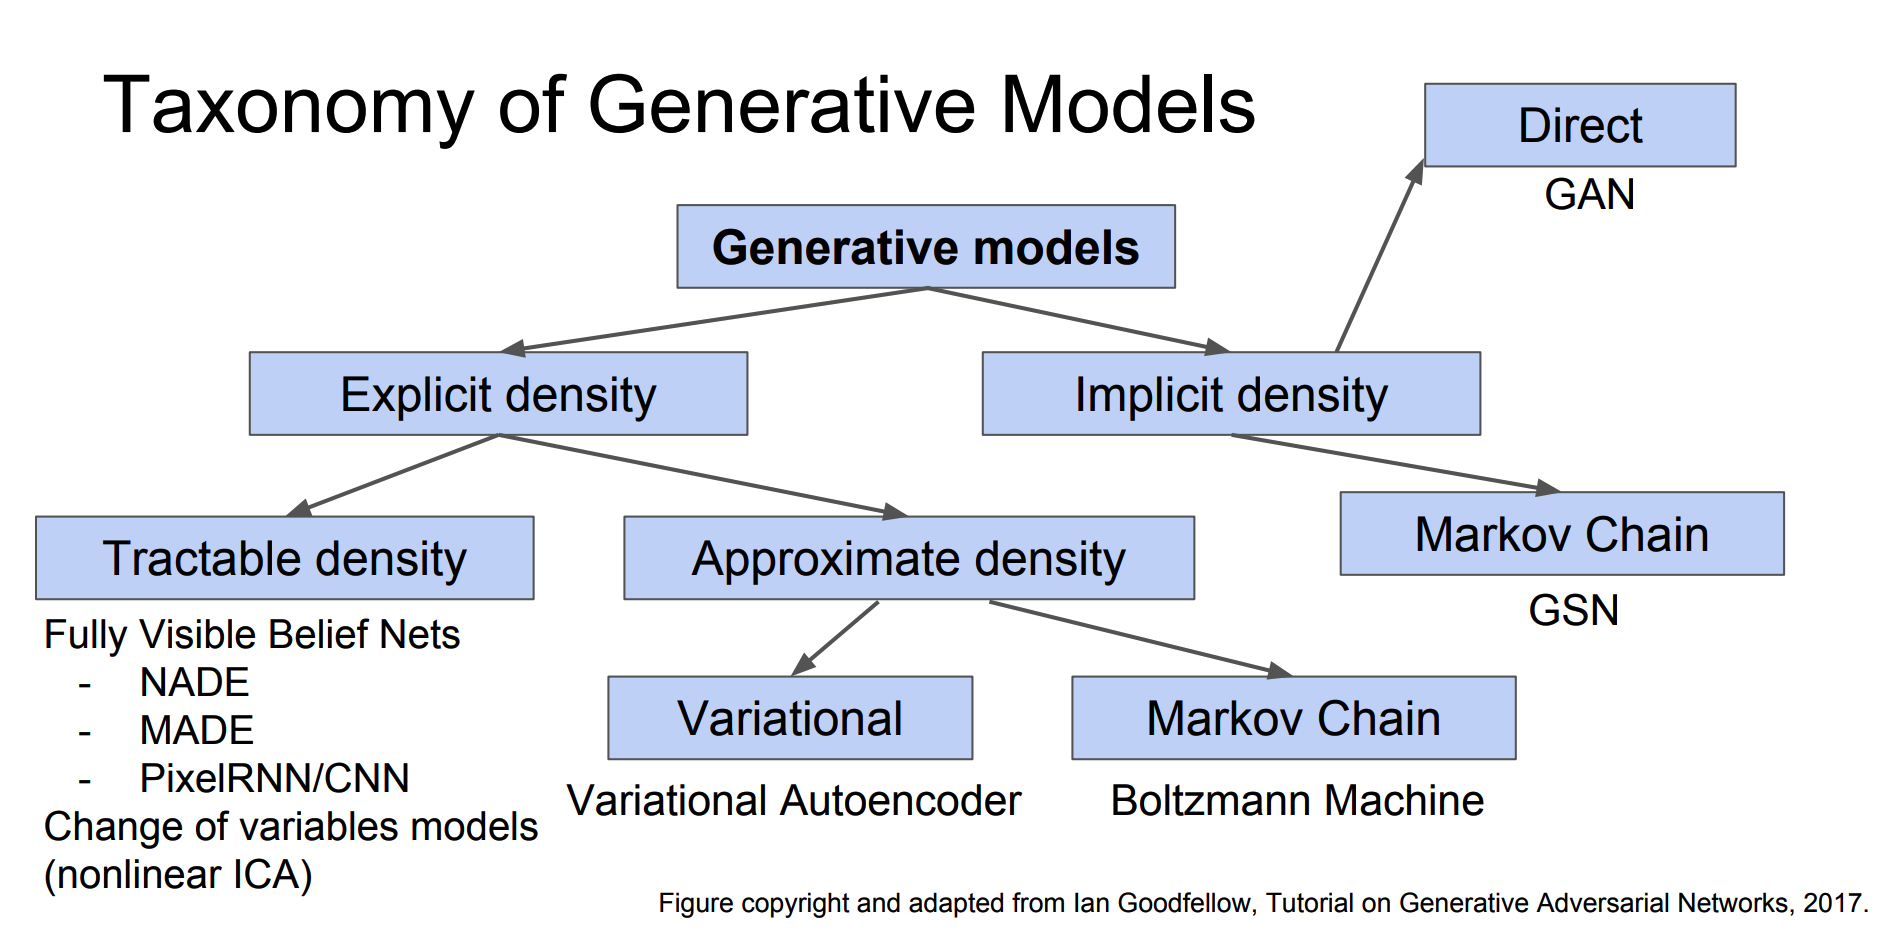 Taxonomy of Generative Models
Direct
GAN
Generative models
Explicit density
Implicit density
Tractable density
Approximate density
Markov Chain
GSN
Fully Visible Belief Nets
- NADE
- MADE
- PixelRNN/CNN
Change of variables models
(nonlinear ICA)
Variational
Markov Chain
Variational Autoencoder
Boltzmann Machine
Figure copyright and adapted from Ian Goodfellow, Tutorial on Generative Adversarial Networks, 2017.